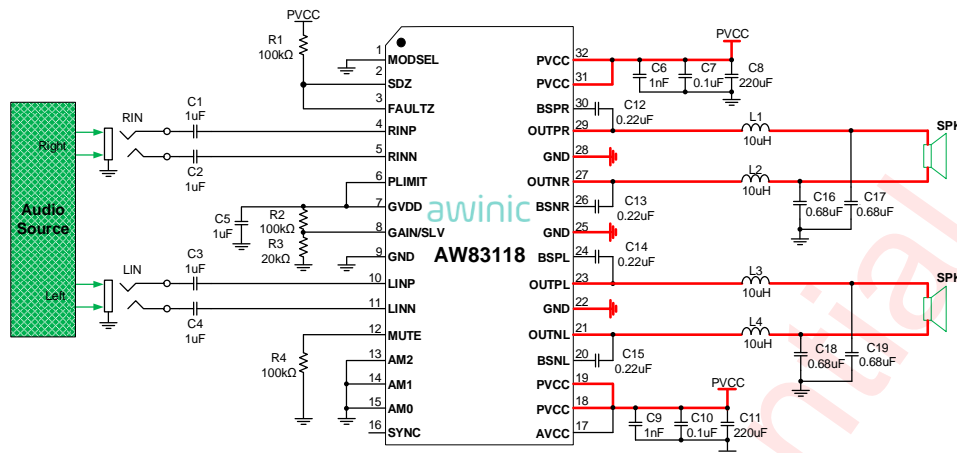 PVCC
R1
100kΩ
1
MODSEL
2
SDZ
3
FAULTZ
C1
1uF
RIN
4
RINP
Right
5
RINN
C2
1uF
6
PLIMIT
7
GVDD
C5
1uF
R2
100kΩ
8
GAIN/SLV
R3
20kΩ
9
GND
Audio
Source
C3
1uF
LIN
10
LINP
Left
11
LINN
C4
1uF
12
MUTE
R4
100kΩ
13
AM2
14
AM1
15
AM0
16
SYNC
awinic
AW83118
PVCC
32
PVCC
31
PVCC
C6
1nF
C7
0.1uF
C8
220uF
30
BSPR
C12
0.22uF
29
OUTPR
L1
10uH
SPK
28
GND
27
OUTNR
L2
10uH
26
BSNR
C13
0.22uF
C16
0.68uF
C17
0.68uF
25
GND
24
BSPL
C14
0.22uF
23
OUTPL
L3
10uH
SPK
22
GND
21
OUTNL
L4
10uH
20
BSNL
C15
0.22uF
C18
0.68uF
C19
0.68uF
19
PVCC
PVCC
18
PVCC
17
AVCC
C9
1nF
C10
0.1uF
C11
220uF